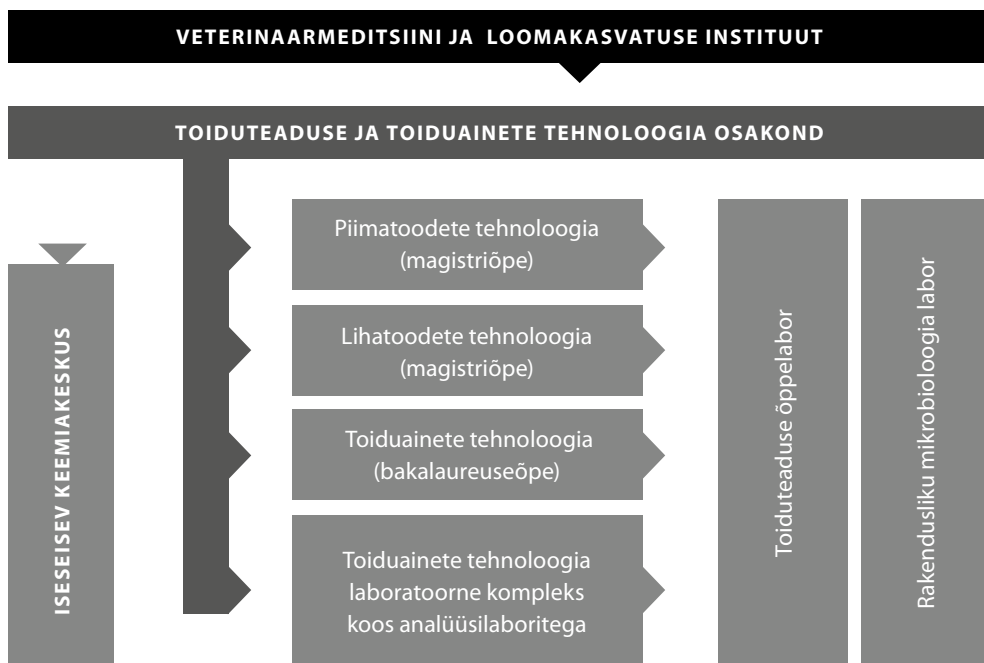 VETERINAARMEDITSIINI JA LOOMAKASVATUSE INSTITUUT
TOIDUTEADUSE JA TOIDUAINETE TEHNOLOOGIA OSAKOND
ISESEISEV KEEMIAKESKUS
Piimatoodete tehnoloogia
(magistriõpe)
Lihatoodete tehnoloogia
(magistriõpe)
Toiduainete tehnoloogia
(bakalaureuseõpe)
Toiduainete tehnoloogia
laboratoorne kompleks
koos analüüsilaboritega
Toiduteaduse õppelabor
Rakendusliku mikrobioloogia labor